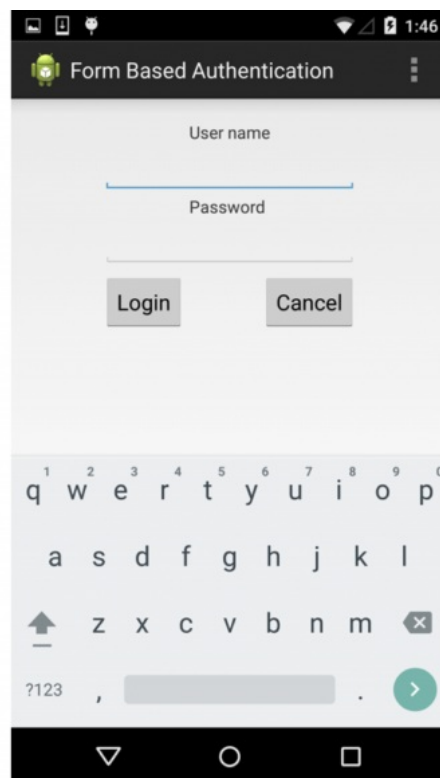 1:46
Form Based Authentication
User name
Password
Login Cancel
1 2 3 4 5 6 7 8 9 0
q w e r t y u i o p
a s d f g h j k l
z x c v b n m
?123 , .